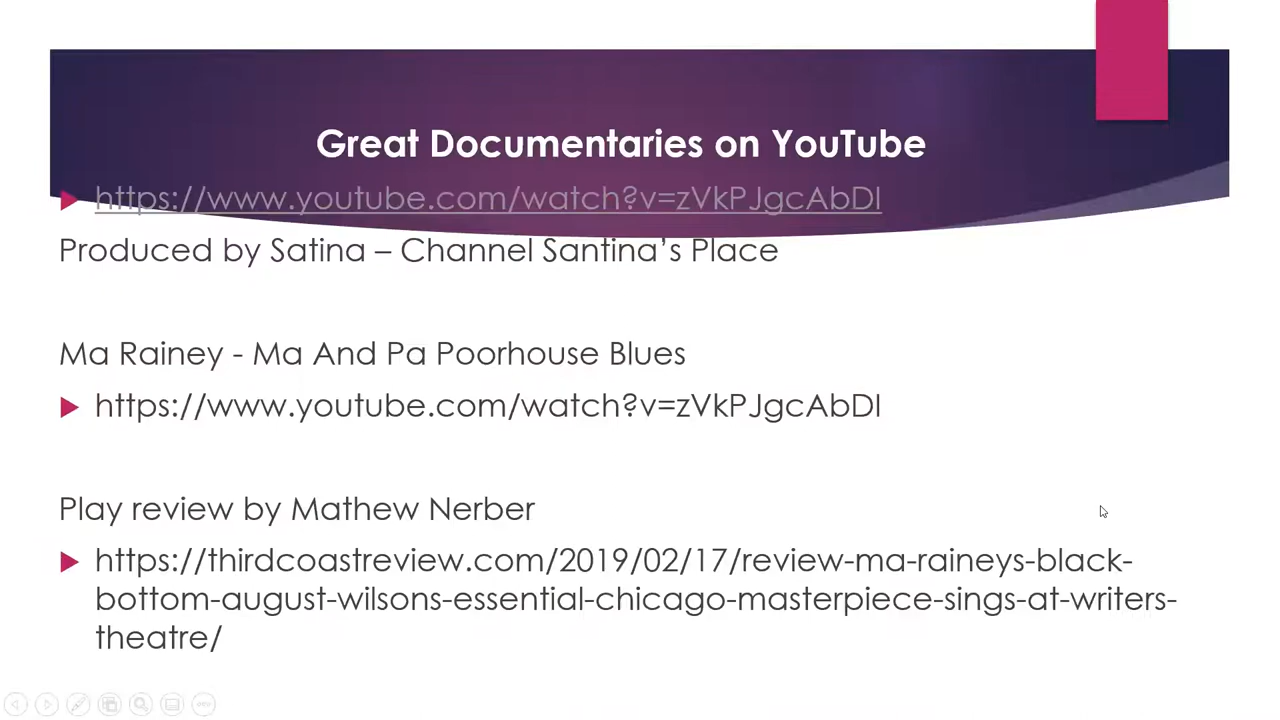 Great Documentaries on YouTube
https://www.youtube.com/watch?v=zVkPJgcAbDI
Produced by Satina – Channel Santina’s Place
Ma Rainey - Ma And Pa Poorhouse Blues
https://www.youtube.com/watch?v=zVkPJgcAbDI
Play review by Mathew Nerber
https://thirdcoastreview.com/2019/02/17/review-ma-raineys-black-
bottom-august-wilsons-essential-chicago-masterpiece-sings-at-writers-
theatre/